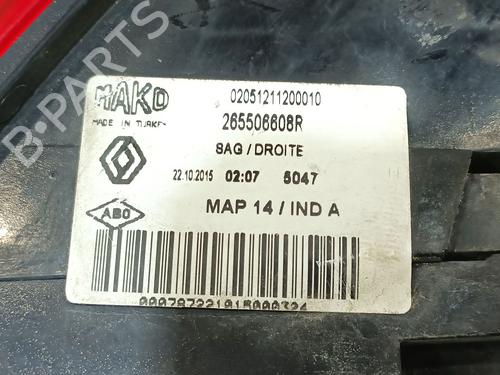 MAKO
MADE IN TURKEY
02051211200010
265506608R
SAG / DROITE
22.10.2015 02:07 5047
ABO
MAP 14 / IND A
B-PARTS